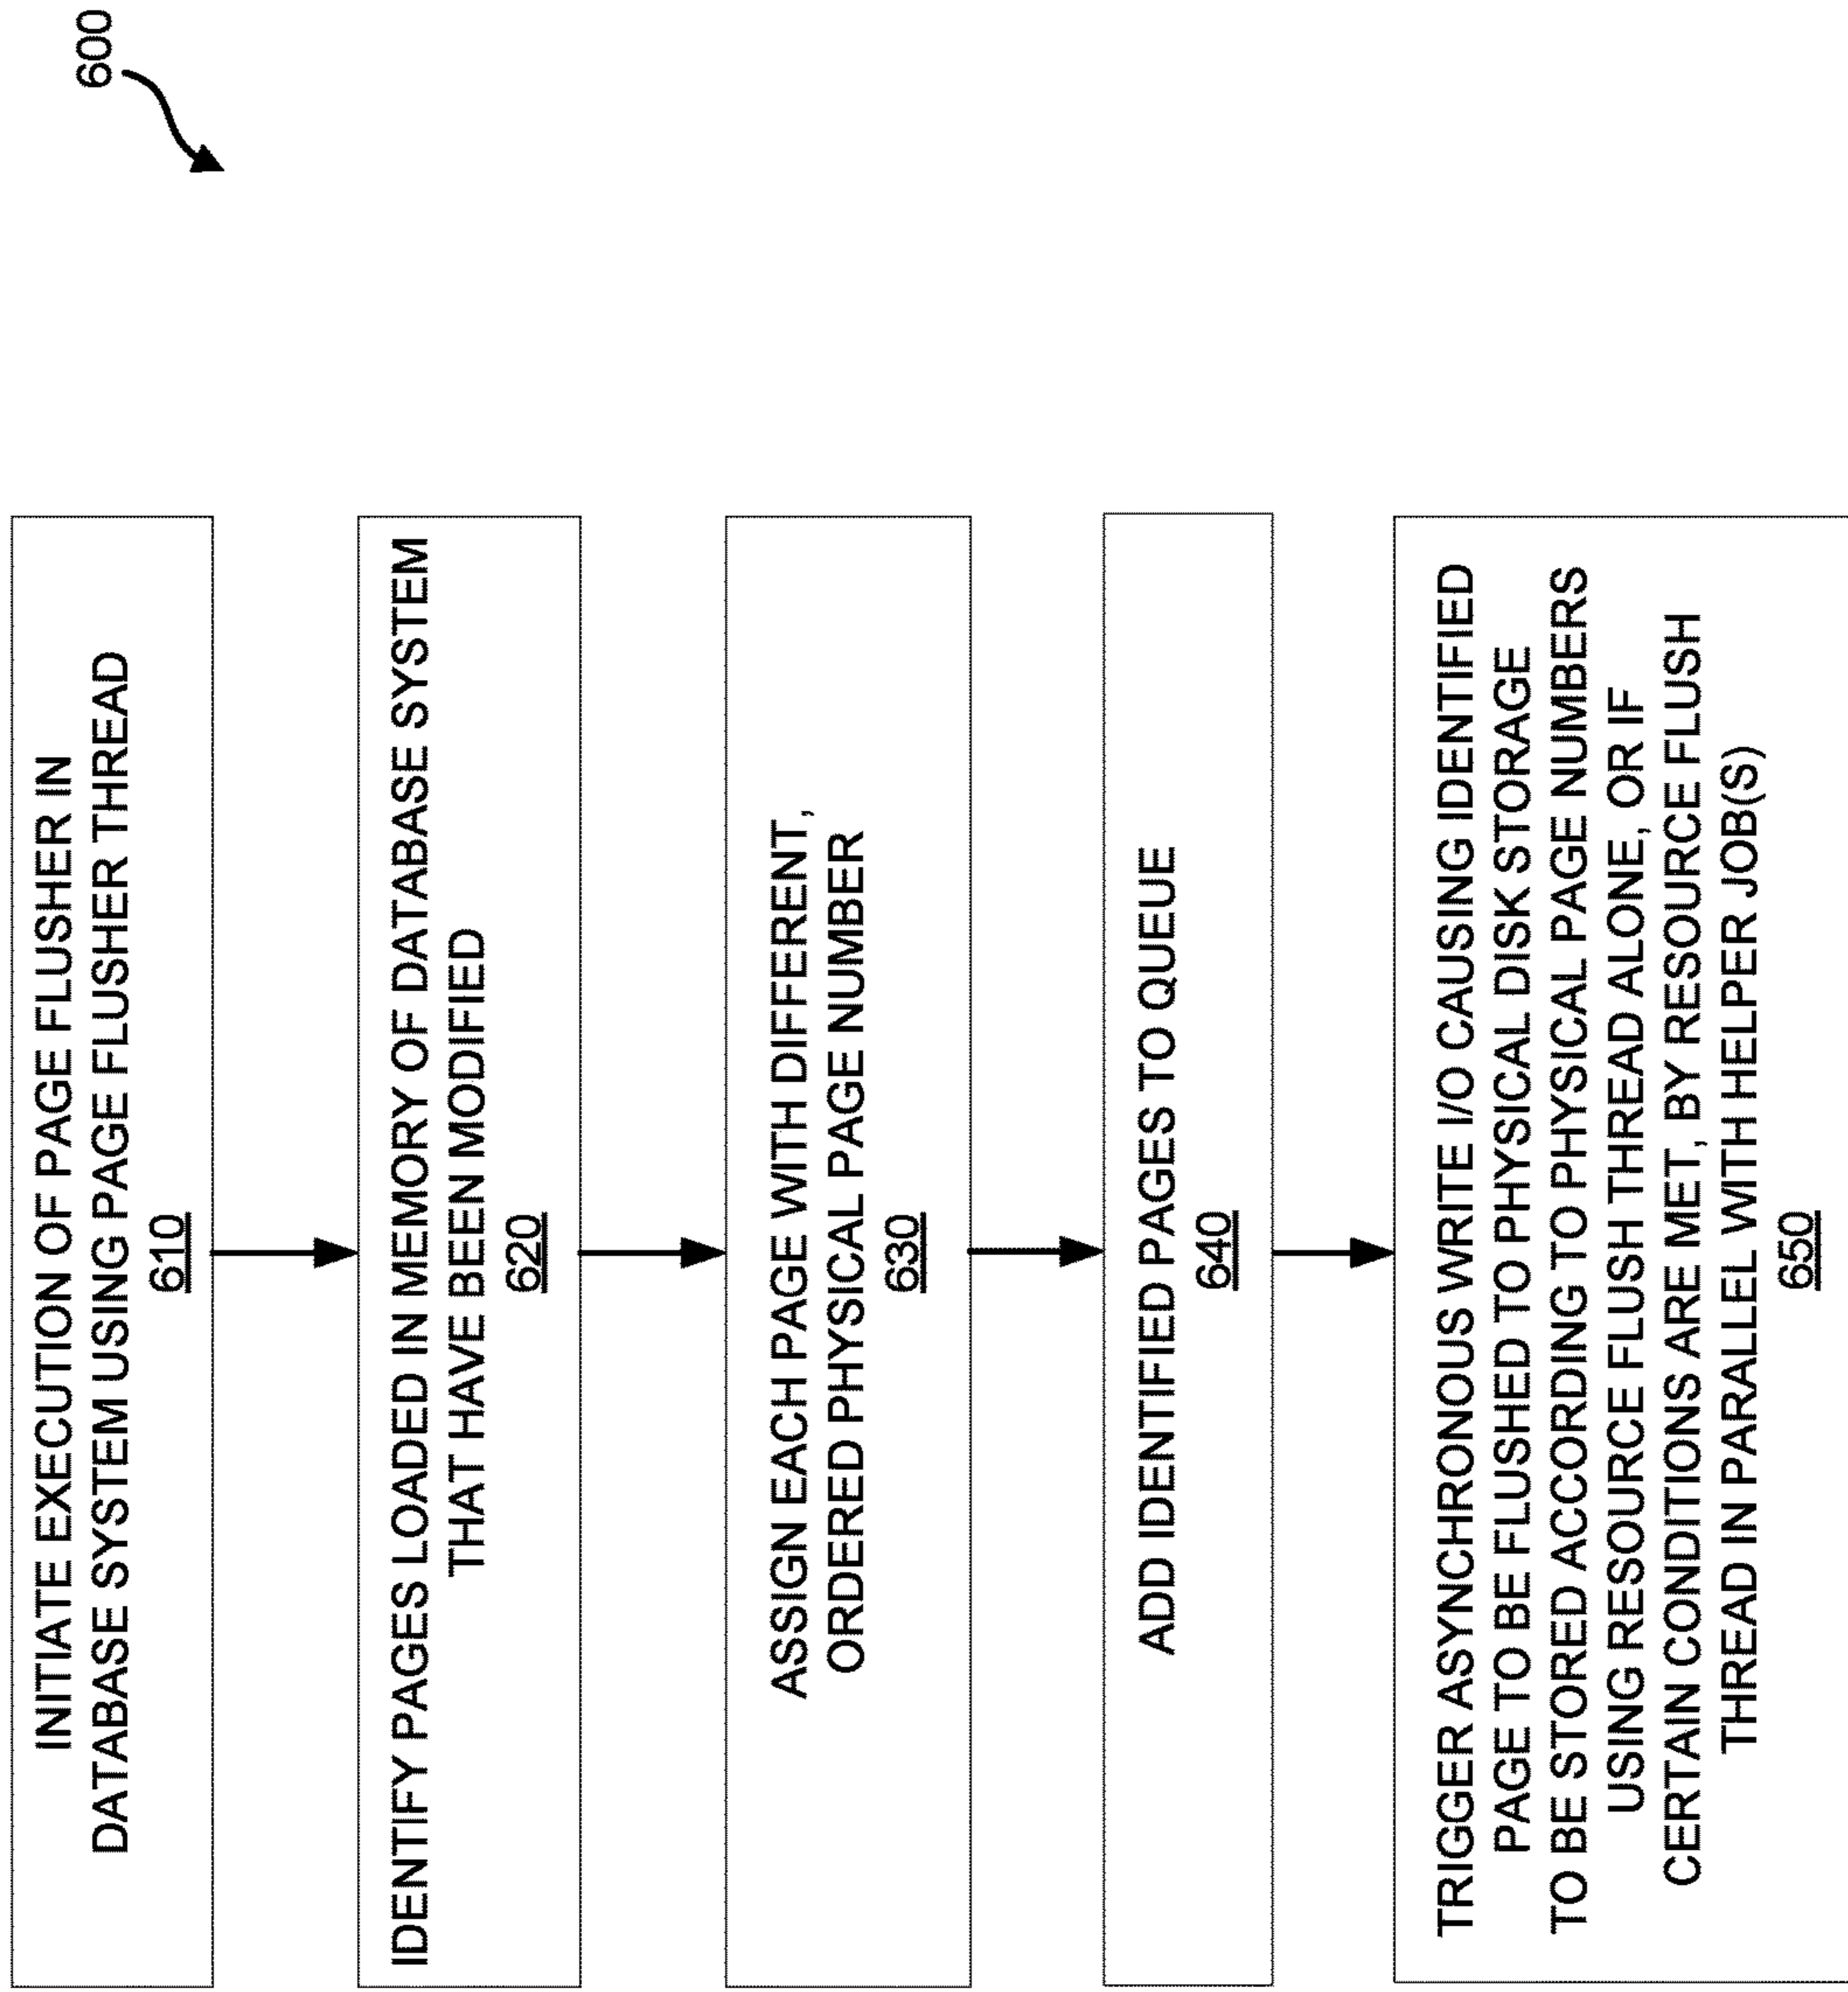 600
INITIATE EXECUTION OF PAGE FLUSHER IN
DATABASE SYSTEM USING PAGE FLUSHER THREAD
610
IDENTIFY PAGES LOADED IN MEMORY OF DATABASE SYSTEM
THAT HAVE BEEN MODIFIED
620
ASSIGN EACH PAGE WITH DIFFERENT,
ORDERED PHYSICAL PAGE NUMBER
630
ADD IDENTIFIED PAGES TO QUEUE
640
TRIGGER ASYNCHRONOUS WRITE I/O CAUSING IDENTIFIED
PAGE TO BE FLUSHED TO PHYSICAL DISK STORAGE
TO BE STORED ACCORDING TO PHYSICAL PAGE NUMBERS
USING RESOURCE FLUSH THREAD ALONE, OR IF
CERTAIN CONDITIONS ARE MET, BY RESOURCE FLUSH
THREAD IN PARALLEL WITH HELPER JOB(S)
650